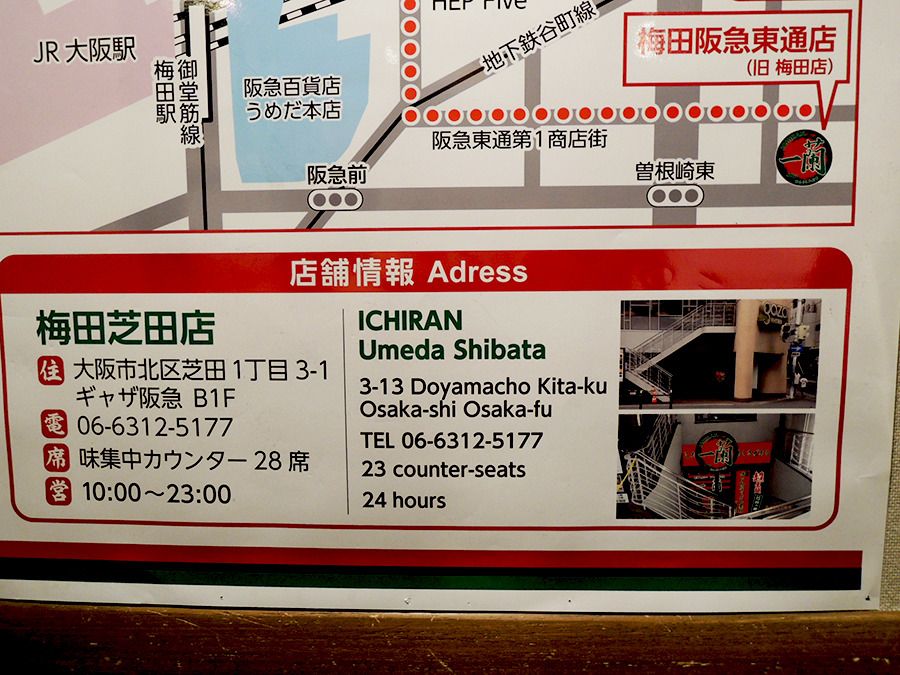 HEP Five
JR 大阪駅
梅田駅
御堂筋線
阪急百貨店
うめだ本店
地下鉄谷町線
梅田阪急東通店
(旧 梅田店)
阪急東通第1商店街
阪急前
曽根崎東
一蘭
店舗情報 Adress
梅田芝田店
住 大阪市北区芝田1丁目3-1
ギャザ阪急 B1F
電 06-6312-5177
席 味集中カウンター 28 席
営 10:00〜23:00
ICHIRAN
Umeda Shibata
3-13 Doyamacho Kita-ku
Osaka-shi Osaka-fu
TEL 06-6312-5177
23 counter-seats
24 hours
gaza
一蘭